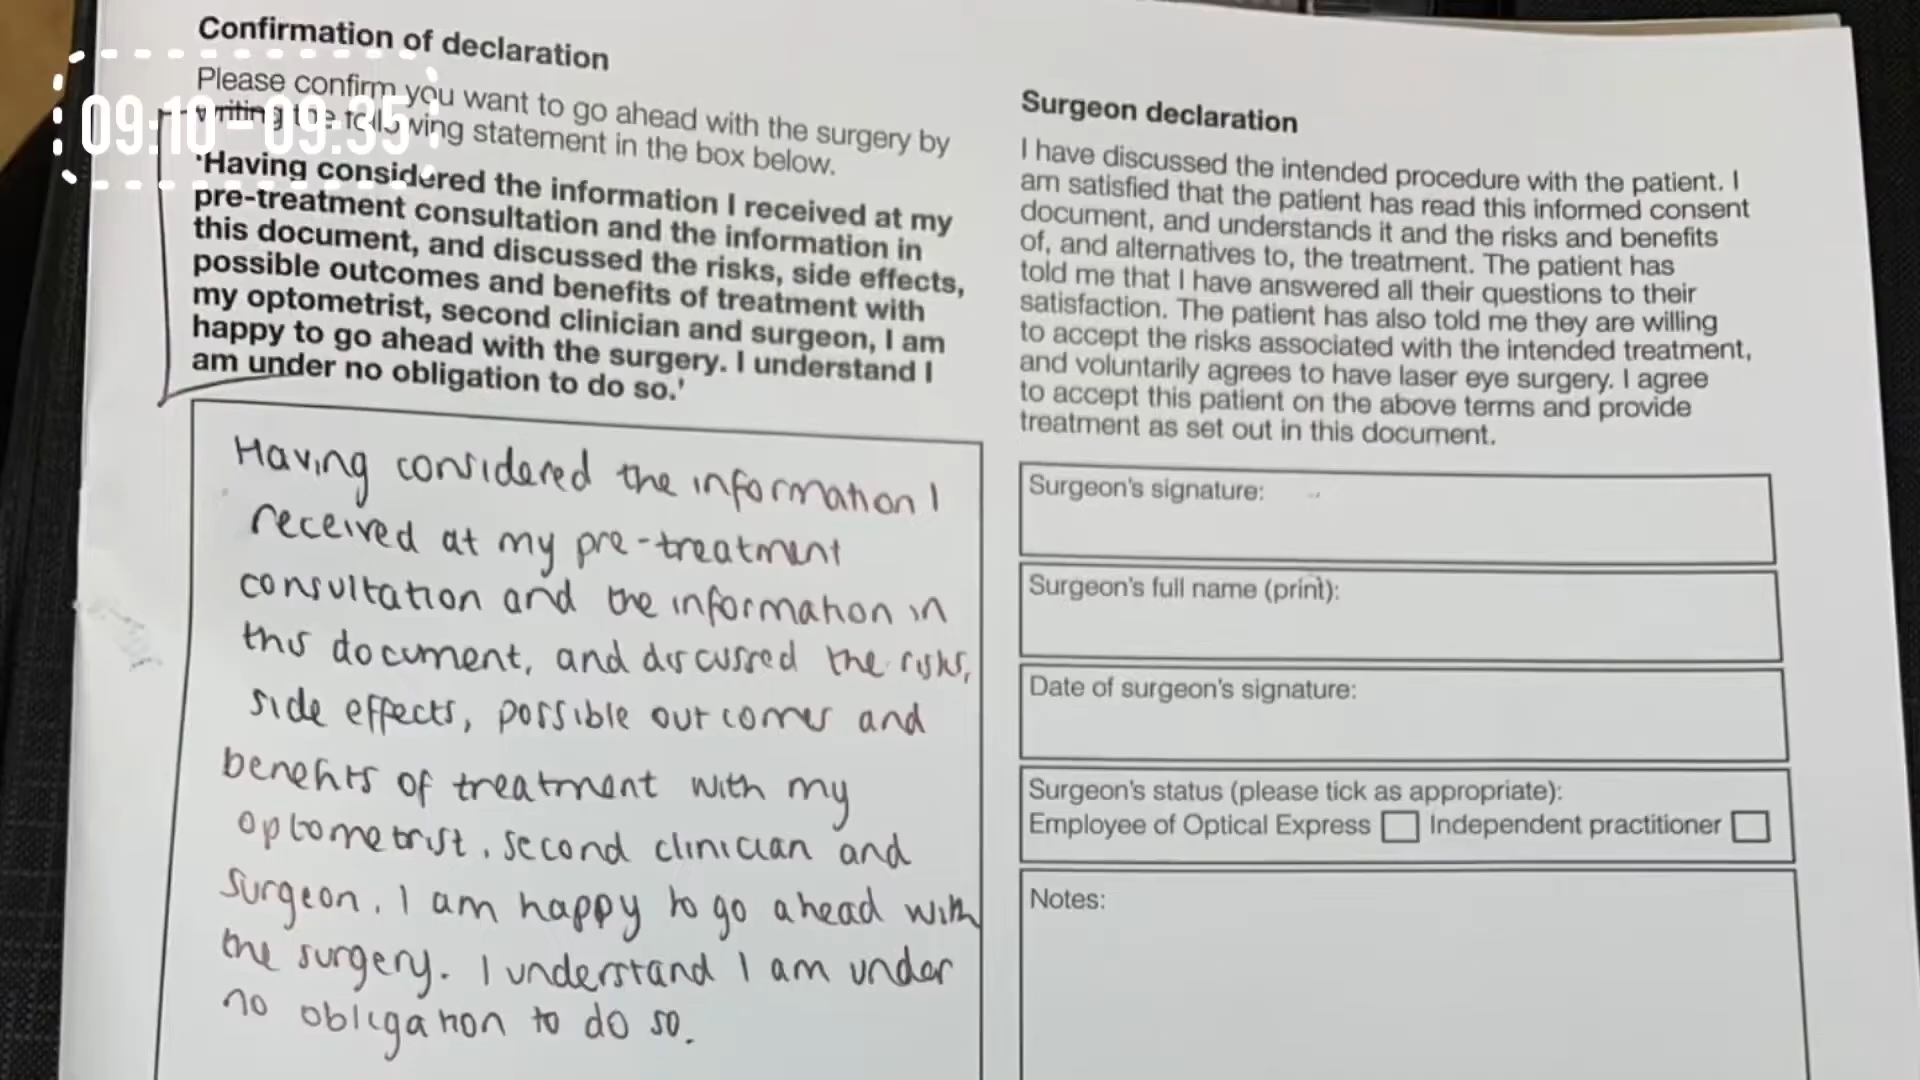 Confirmation of declaration
Please confirm you want to go ahead with the surgery by
writing the following statement in the box below.
09:10 - 09:35
'Having considered the information I received at my
pre-treatment consultation and the information in
this document, and discussed the risks, side effects,
possible outcomes and benefits of treatment with
my optometrist, second clinician and surgeon, I am
happy to go ahead with the surgery. I understand I
am under no obligation to do so.'
Having considered the information I
received at my pre-treatment
consultation and the information in
this document, and discussed the risks,
side effects, possible outcomes and
benefits of treatment with my
optometrist, second clinician and
surgeon, I am happy to go ahead with
the surgery. I understand I am under
no obligation to do so.
Surgeon declaration
I have discussed the intended procedure with the patient. I
am satisfied that the patient has read this informed consent
document, and understands it and the risks and benefits
of, and alternatives to, the treatment. The patient has
told me that I have answered all their questions to their
satisfaction. The patient has also told me they are willing
to accept the risks associated with the intended treatment,
and voluntarily agrees to have laser eye surgery. I agree
to accept this patient on the above terms and provide
treatment as set out in this document.
Surgeon's signature:
Surgeon's full name (print):
Date of surgeon's signature:
Surgeon's status (please tick as appropriate):
Employee of Optical Express Independent practitioner
Notes: